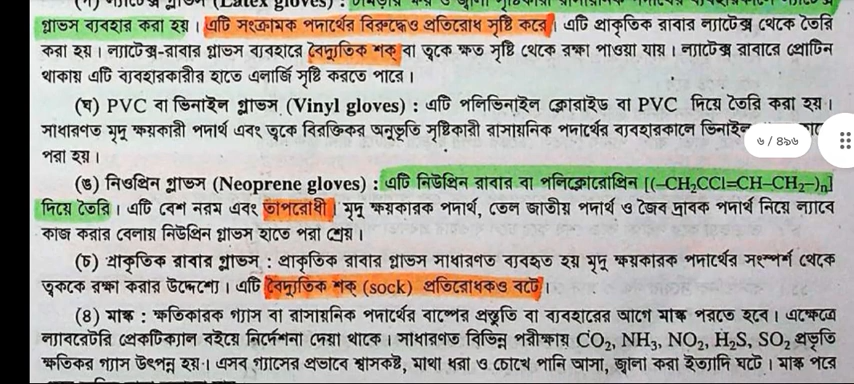 গ্লাভস ব্যবহার করা হয়। এটি সংক্রামক পদার্থের বিরুদ্ধেও প্রতিরোধ সৃষ্টি করে। এটি প্রাকৃতিক রাবার ল্যাটেক্স থেকে তৈরি
করা হয়। ল্যাটেক্স-রাবার গ্লাভস ব্যবহারে বৈদ্যুতিক শক্ বা ত্বকে ক্ষত সৃষ্টি থেকে রক্ষা পাওয়া যায়। ল্যাটেক্স রাবারে প্রোটিন
থাকায় এটি ব্যবহারকারীর হাতে এলার্জি সৃষ্টি করতে পারে।
(ঘ) PVC বা ভিনাইল গ্লাভস (Vinyl gloves) : এটি পলিভিনাইল ক্লোরাইড বা PVC দিয়ে তৈরি করা হয়।
সাধারণত মৃদু ক্ষয়কারী পদার্থ এবং ত্বকে বিরক্তিকর অনুভূতি সৃষ্টিকারী রাসায়নিক পদার্থের ব্যবহারকালে
৬ / ৪৯৬
পরা হয়।
(ঙ) নিওপ্রিন গ্লাভস (Neoprene gloves) : এটি নিউপ্রিন রাবার বা পলিক্লোরোপ্রিন [(–CH₂CCl=CH–CH₂–)ₙ]
দিয়ে তৈরি। এটি বেশ নরম এবং তাপরোধী। মৃদু ক্ষয়কারক পদার্থ, তেল জাতীয় পদার্থ ও জৈব দ্রাবক পদার্থ নিয়ে ল্যাবে
কাজ করার বেলায় নিউপ্রিন গ্লাভস হাতে পরা শ্রেয়।
(চ) প্রাকৃতিক রাবার গ্লাভস : প্রাকৃতিক রাবার গ্লাভস সাধারণত ব্যবহৃত হয় মৃদু ক্ষয়কারক পদার্থের সংস্পর্শ থেকে
ত্বককে রক্ষা করার উদ্দেশ্যে। এটি বৈদ্যুতিক শক্ (sock) প্রতিরোধকও বটে।
(৪) মাস্ক : ক্ষতিকারক গ্যাস বা রাসায়নিক পদার্থের বাষ্পের প্রস্তুতি বা ব্যবহারের আগে মাস্ক পরতে হবে। এক্ষেত্রে
ল্যাবরেটরি প্রেকটিক্যাল বইয়ে নির্দেশনা দেয়া থাকে। সাধারণত বিভিন্ন পরীক্ষায় CO₂, NH₃, NO₂, H₂S, SO₂ প্রভৃতি
ক্ষতিকর গ্যাস উৎপন্ন হয়। এসব গ্যাসের প্রভাবে শ্বাসকষ্ট, মাথা ধরা ও চোখে পানি আসা, জ্বালা করা ইত্যাদি ঘটে। মাস্ক পরে